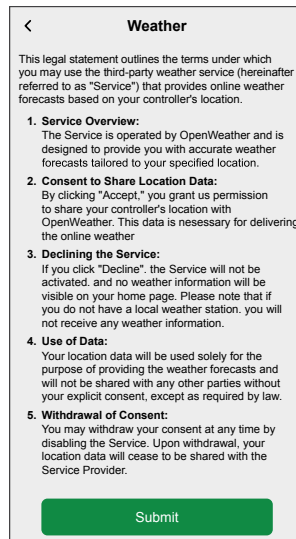 Weather
This legal statement outlines the terms under which
you may use the third-party weather service (hereinafter
referred to as "Service") that provides online weather
forecasts based on your controller's location.
1. Service Overview:
The Service is operated by OpenWeather and is
designed to provide you with accurate weather
forecasts tailored to your specified location.
2. Consent to Share Location Data:
By clicking "Accept," you grant us permission
to share your controller's location with
OpenWeather. This data is nesessary for delivering
the online weather
3. Declining the Service:
If you click "Decline". the Service will not be
activated. and no weather information will be
visible on your home page. Please note that if
you do not have a local weather station. you will
not receive any weather information.
4. Use of Data:
Your location data will be used solely for the
purpose of providing the weather forecasts and
will not be shared with any other parties without
your explicit consent, except as required by law.
5. Withdrawal of Consent:
You may withdraw your consent at any time by
disabling the Service. Upon withdrawal, your
location data will cease to be shared with the
Service Provider.
Submit